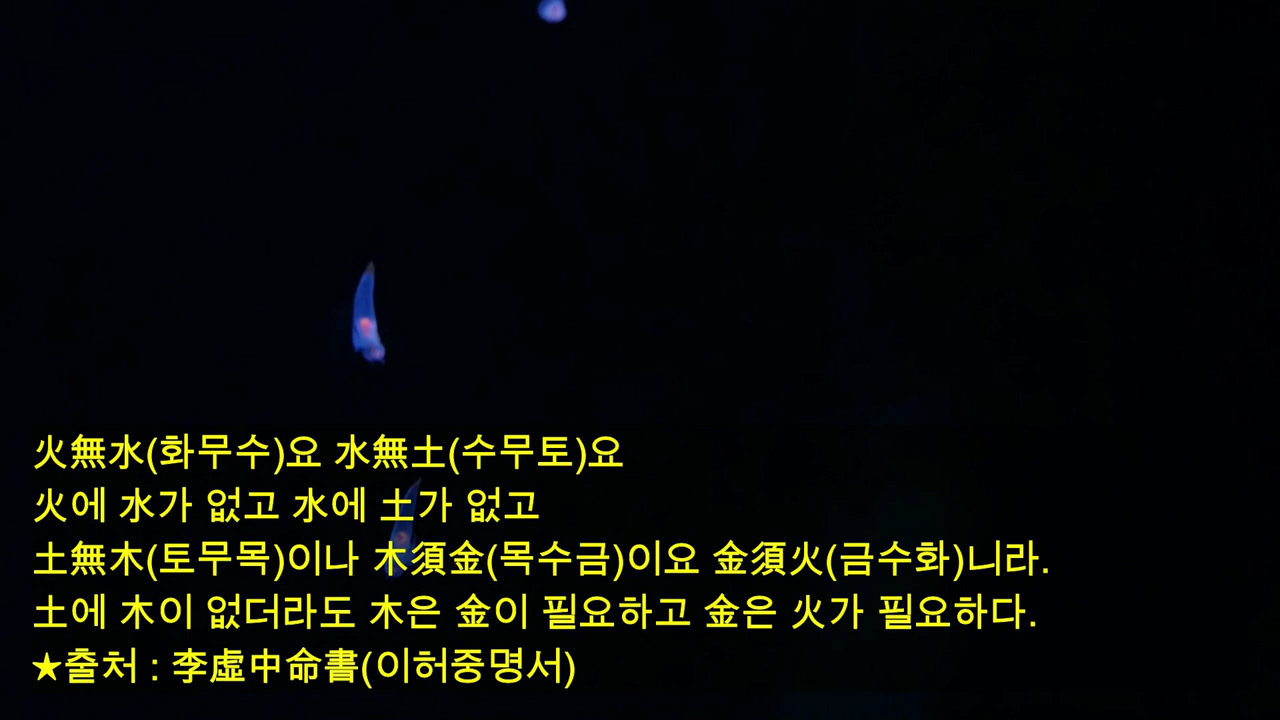 火無水(화무수)요 水無土(수무토)요
火에 水가 없고 水에 土가 없고
土無木(토무목)이나 木須金(목수금)이요 金須火(금수화)니라.
土에 木이 없더라도 木은 金이 필요하고 金은 火가 필요하다.
★출처 : 李虛中命書(이허중명서)